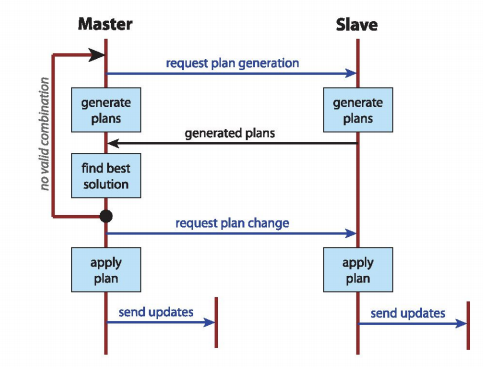 Master
Slave
request plan generation
generate
plans
generate
plans
generated plans
no valid combination
find best
solution
request plan change
apply
plan
apply
plan
send updates
send updates